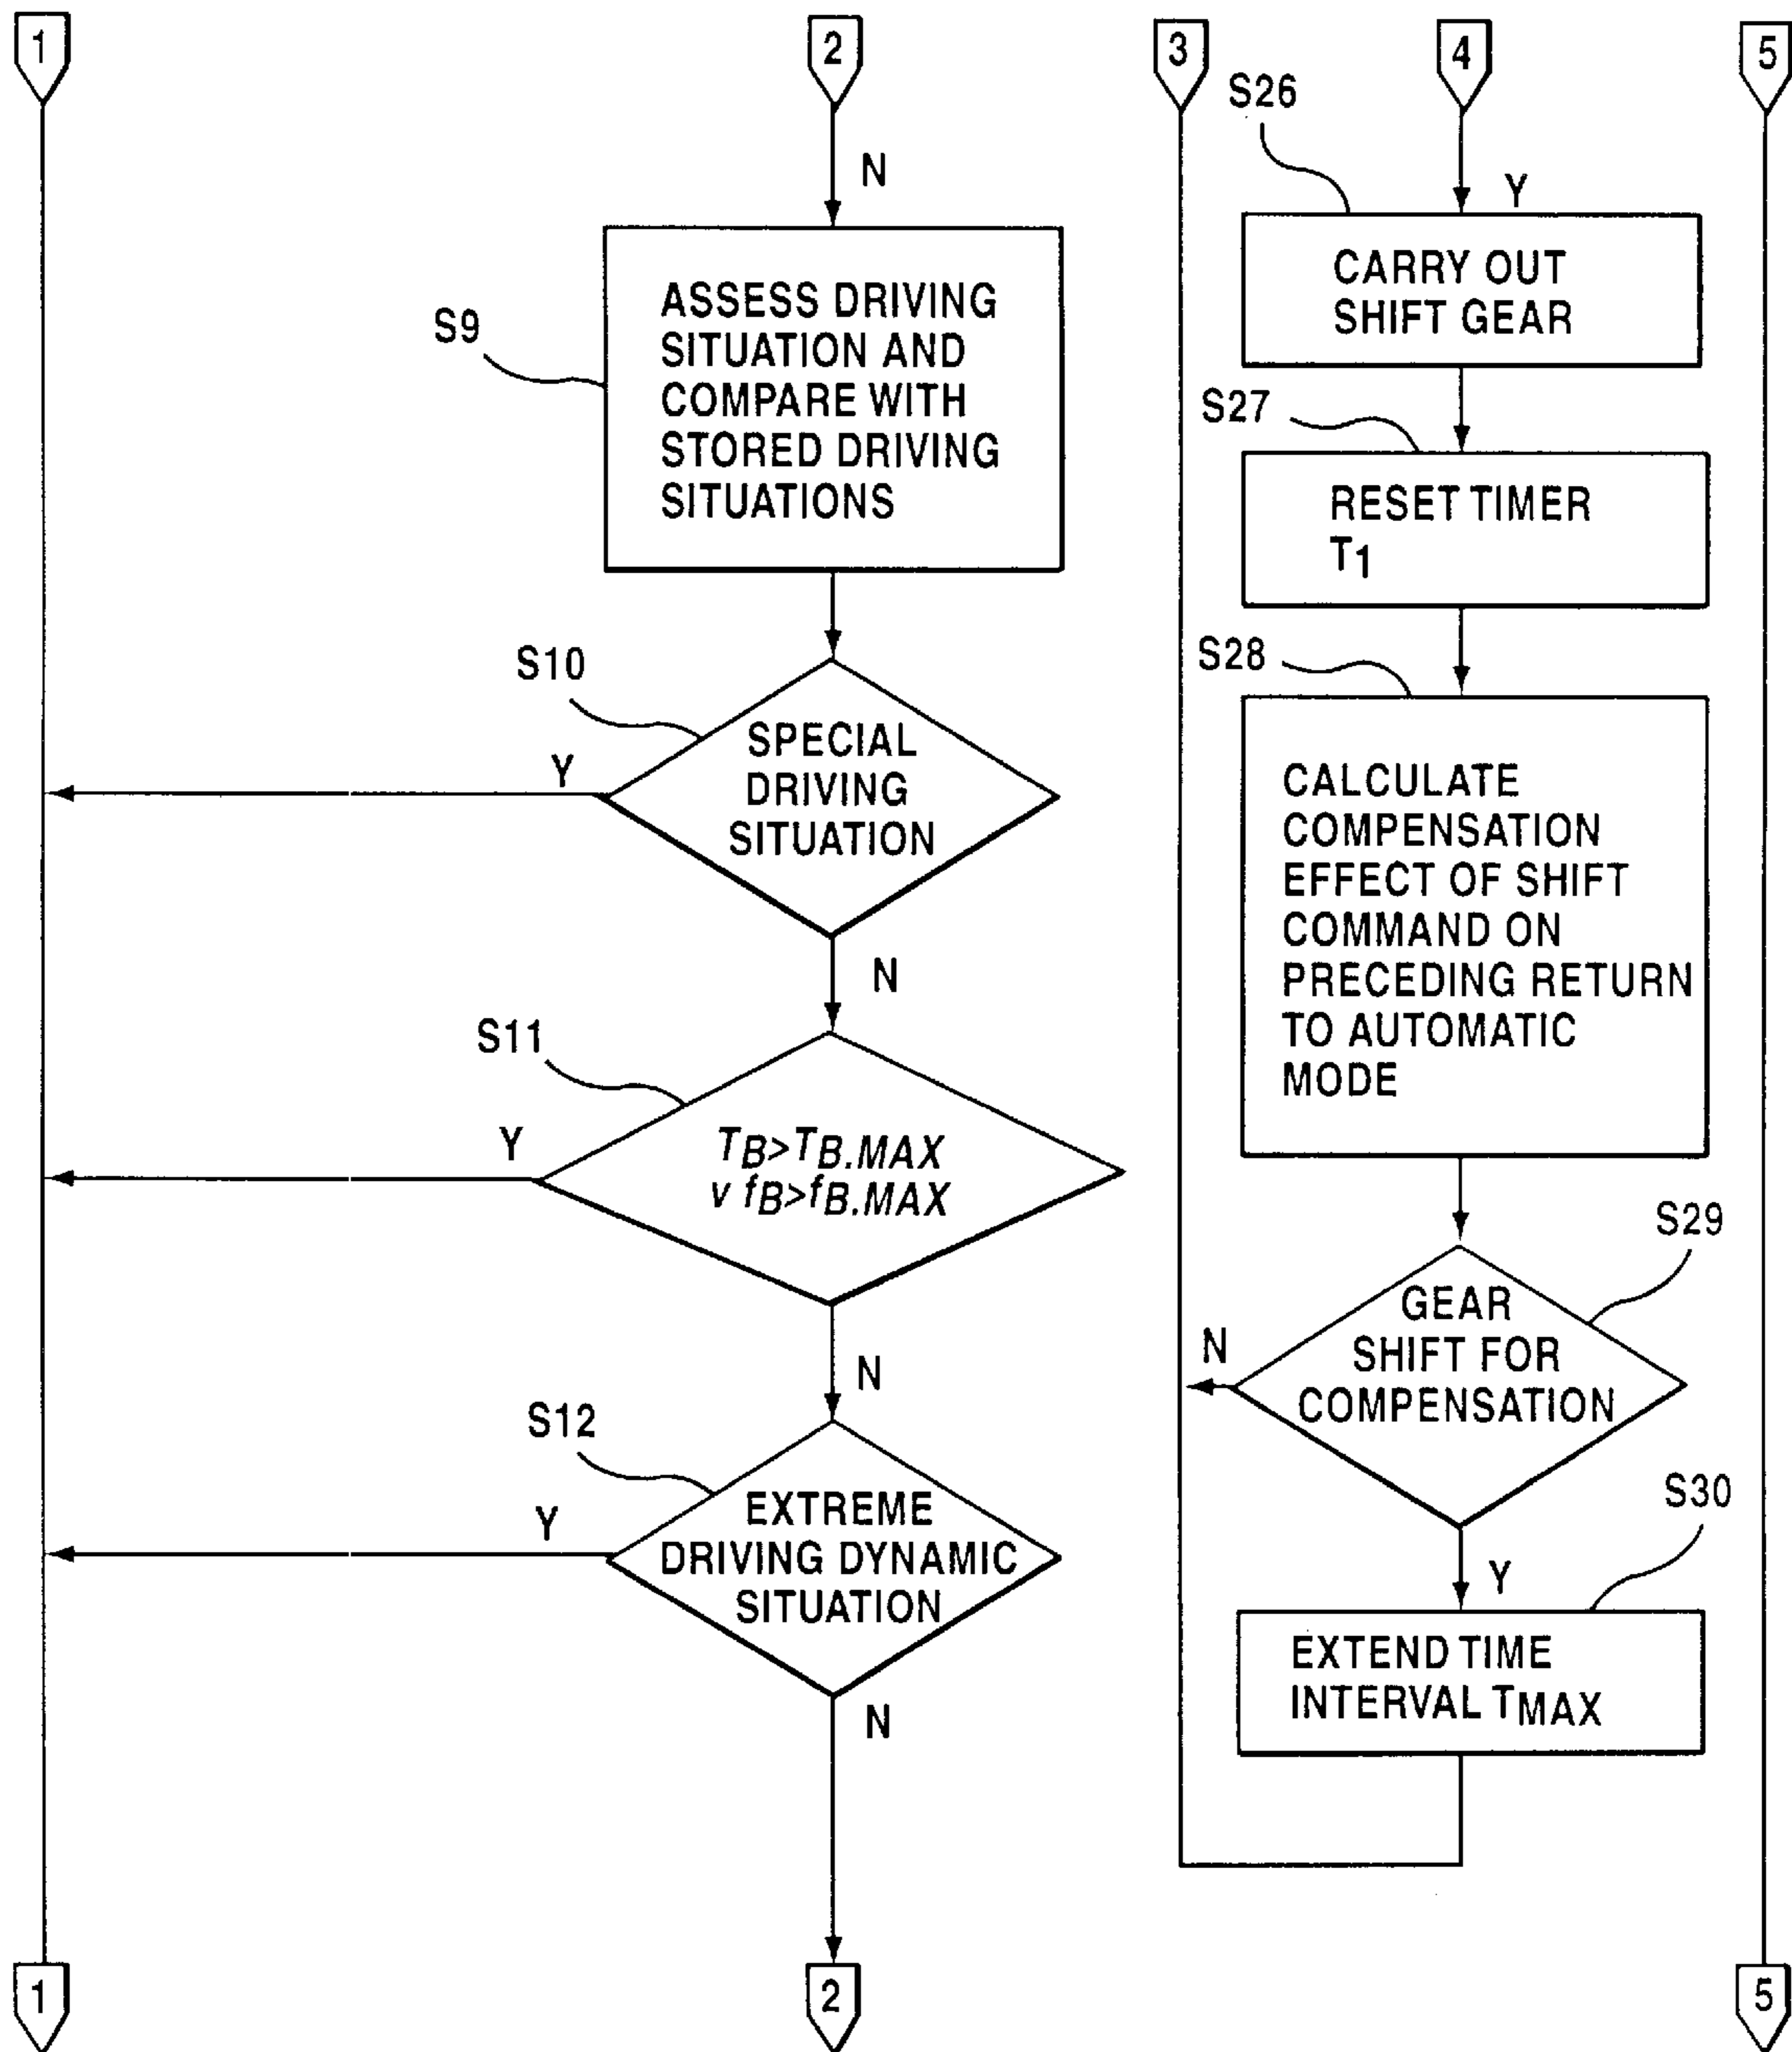 1
2
3
4
5
N
S9
ASSESS DRIVING
SITUATION AND
COMPARE WITH
STORED DRIVING
SITUATIONS
S10
Y
SPECIAL
DRIVING
SITUATION
N
S11
Y
TB>TB.MAX
v fB>fB.MAX
N
S12
Y
EXTREME
DRIVING DYNAMIC
SITUATION
N
S26
Y
CARRY OUT
SHIFT GEAR
S27
RESET TIMER
T1
S28
CALCULATE
COMPENSATION
EFFECT OF SHIFT
COMMAND ON
PRECEDING RETURN
TO AUTOMATIC
MODE
S29
N
GEAR
SHIFT FOR
COMPENSATION
Y
S30
EXTEND TIME
INTERVAL TMAX
1
2
5